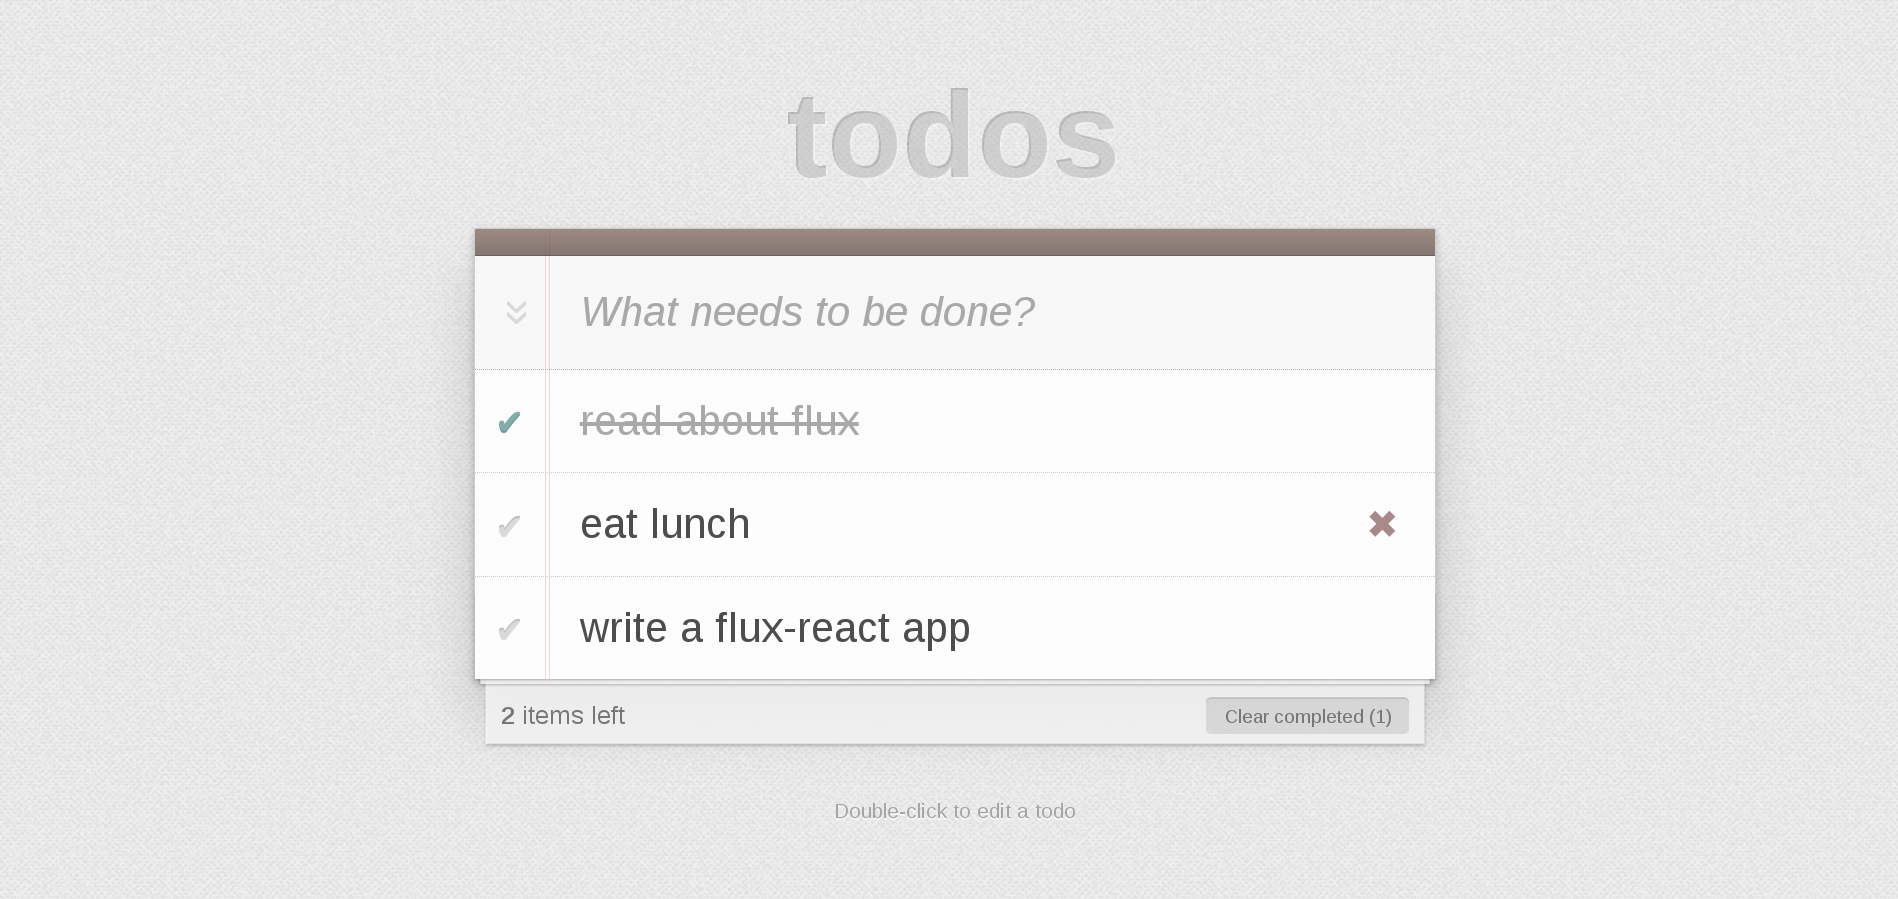 todos
What needs to be done?
read about flux
eat lunch
write a flux-react app
2 items left
Clear completed (1)
Double-click to edit a todo